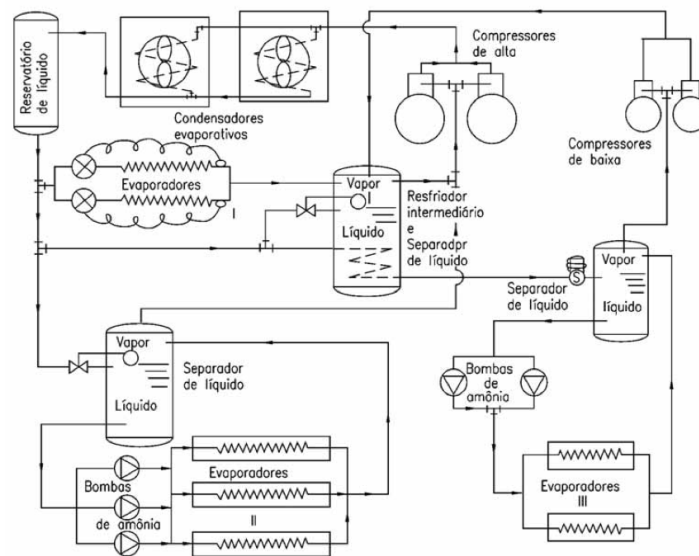 Reservatório
de líquido
Condensadores
evaporativos
Compressores
de alta
Compressores
de baixa
Evaporadores
I
Vapor
Líquido
Resfriador
intermediário
e
Separadpr
de líquido
Separador
de líquido
S
Vapor
líquido
Vapor
Líquido
Separador
de líquido
Bombas
de
amônia
Bombas
de amônia
Evaporadores
II
Evaporadores
III